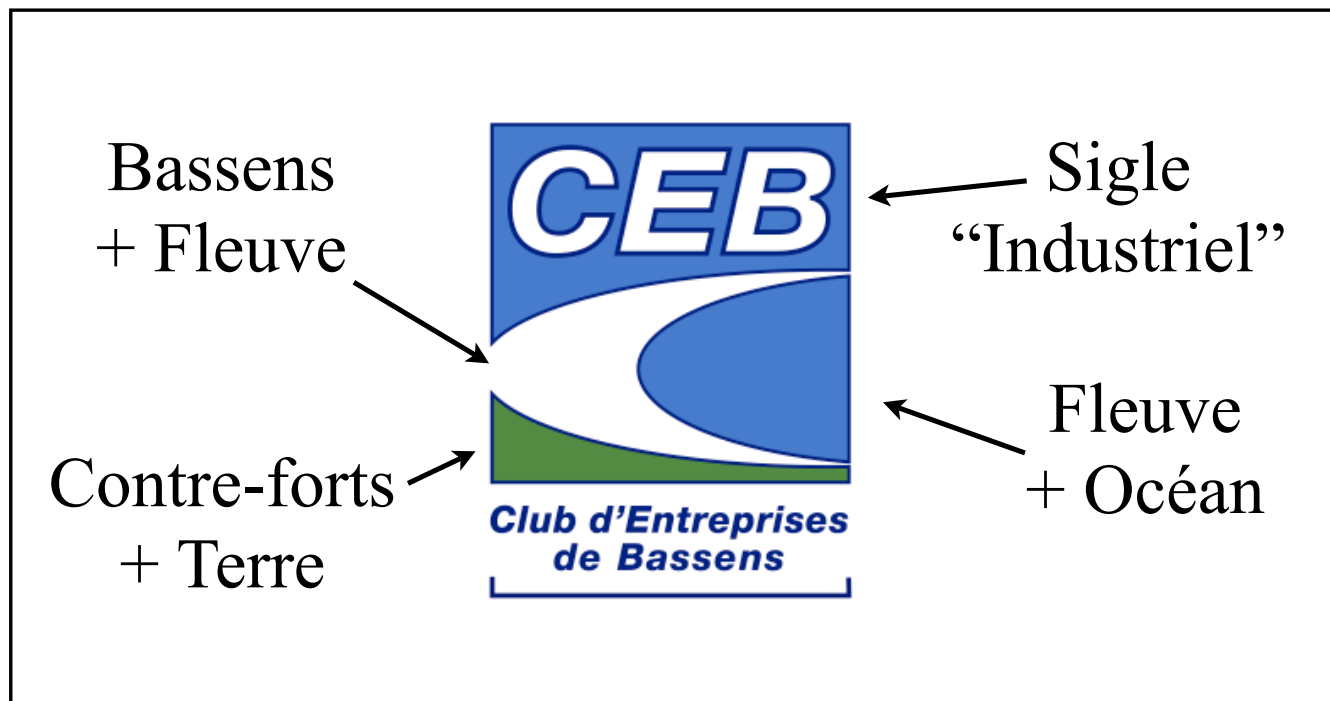 Bassens
+ Fleuve
Contre-forts
+ Terre
CEB
Club d'Entreprises
de Bassens
Sigle
“Industriel”
Fleuve
+ Océan